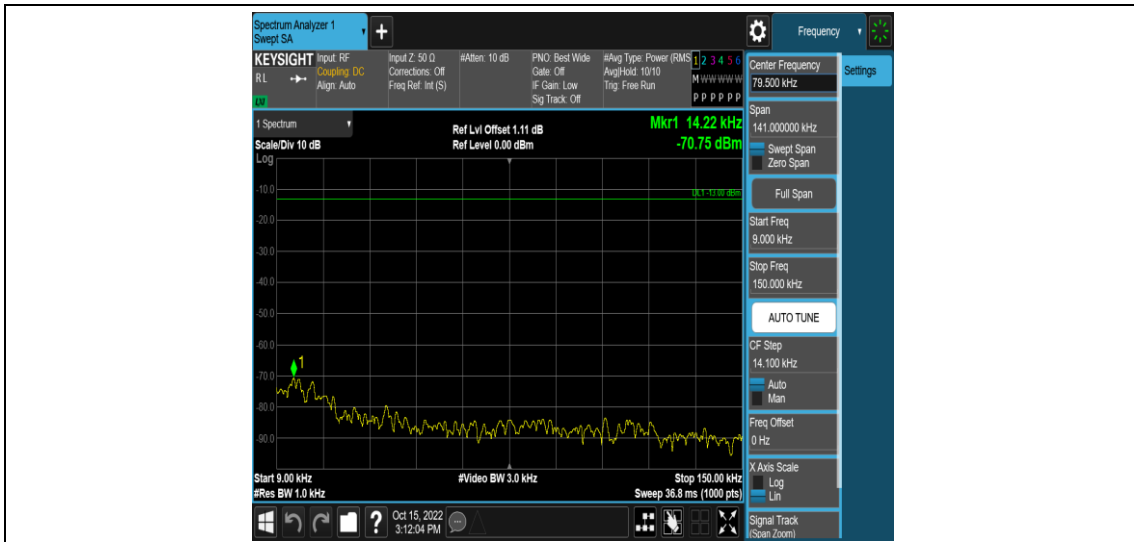 Spectrum Analyzer 1
Swept SA
Frequency
KEYSIGHT
RL
LXI
Input: RF
Coupling: DC
Align: Auto
Input Z: 50 Ω
Corrections: Off
Freq Ref: Int (S)
#Atten: 10 dB
PNO: Best Wide
Gate: Off
IF Gain: Low
Sig Track: Off
#Avg Type: Power (RMS
Avg|Hold: 10/10
Trig: Free Run
1 2 3 4 5 6
M W W W W W
P P P P P P
1 Spectrum
Scale/Div 10 dB
Log
Ref Lvl Offset 1.11 dB
Ref Level 0.00 dBm
Mkr1 14.22 kHz
-70.75 dBm
DL1 -13.00 dBm
-10.0
-20.0
-30.0
-40.0
-50.0
-60.0
1
-70.0
-80.0
-90.0
Start 9.00 kHz
#Res BW 1.0 kHz
#Video BW 3.0 kHz
Stop 150.00 kHz
Sweep 36.8 ms (1000 pts)
Oct 15, 2022
3:12:04 PM
Center Frequency
79.500 kHz
Settings
Span
141.000000 kHz
Swept Span
Zero Span
Full Span
Start Freq
9.000 kHz
Stop Freq
150.000 kHz
AUTO TUNE
CF Step
14.100 kHz
Auto
Man
Freq Offset
0 Hz
X Axis Scale
Log
Lin
Signal Track
(Span Zoom)